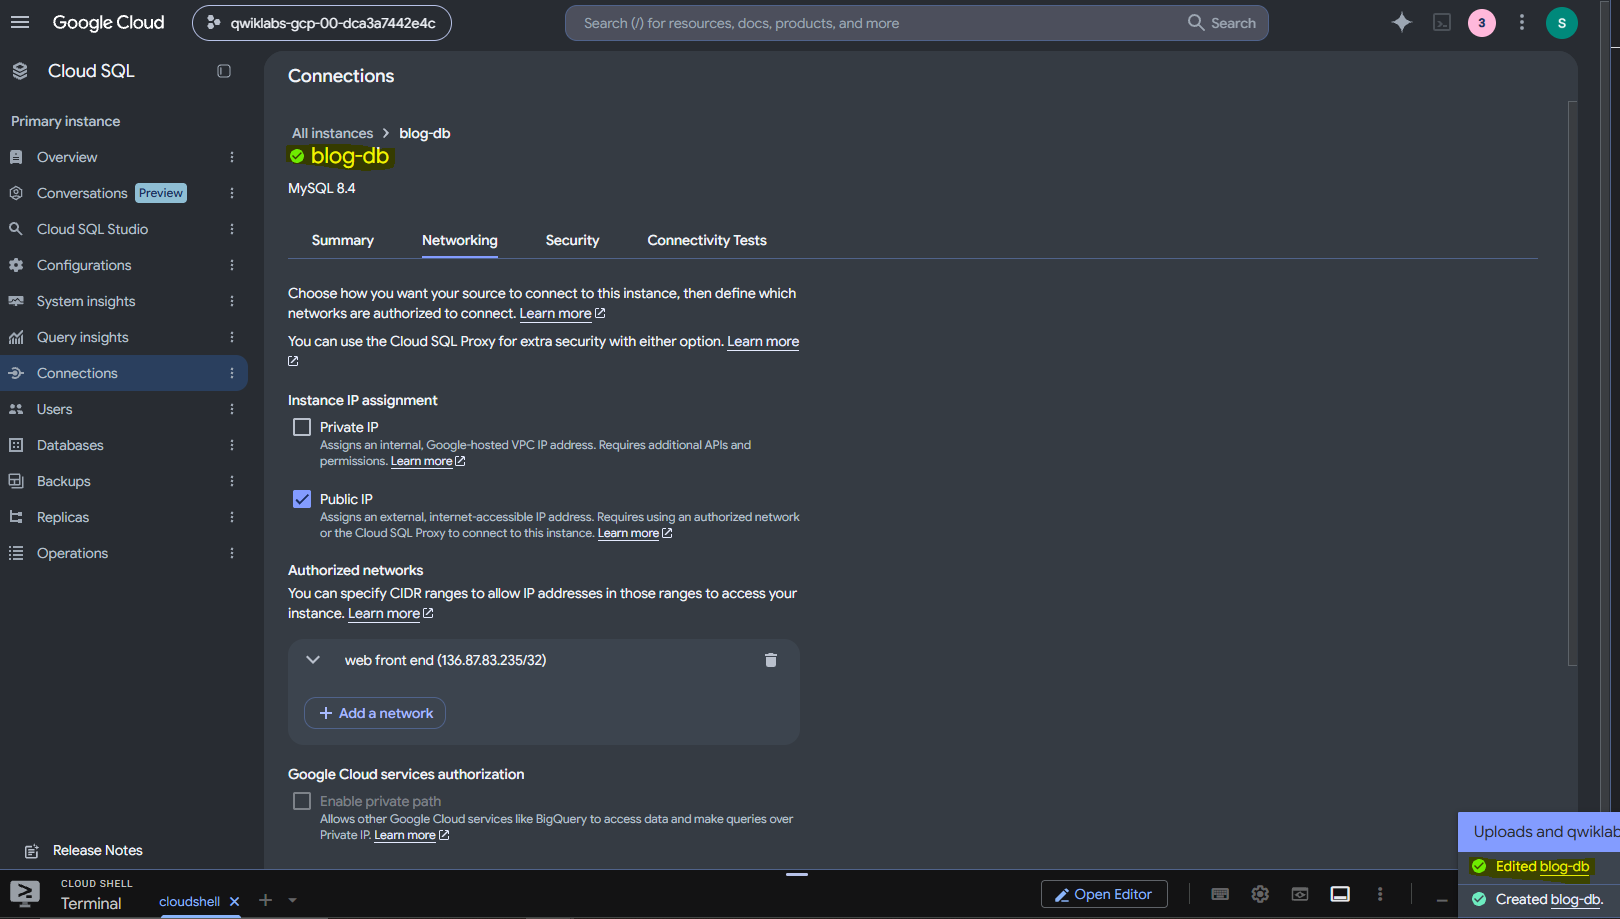 Google Cloud
qwiklabs-gcp-00-dca3a7442e4c
Search (/) for resources, docs, products, and more
Search
3
S
Cloud SQL
Primary instance
Overview
Conversations Preview
Cloud SQL Studio
Configurations
System insights
Query insights
Connections
Users
Databases
Backups
Replicas
Operations
Release Notes
Connections
All instances > blog-db
blog-db
MySQL 8.4
Summary Networking Security Connectivity Tests
Choose how you want your source to connect to this instance, then define which
networks are authorized to connect. Learn more
You can use the Cloud SQL Proxy for extra security with either option. Learn more
Instance IP assignment
Private IP
Assigns an internal, Google-hosted VPC IP address. Requires additional APIs and
permissions. Learn more
Public IP
Assigns an external, internet-accessible IP address. Requires using an authorized network
or the Cloud SQL Proxy to connect to this instance. Learn more
Authorized networks
You can specify CIDR ranges to allow IP addresses in those ranges to access your
instance. Learn more
web front end (136.87.83.235/32)
+ Add a network
Google Cloud services authorization
Enable private path
Allows other Google Cloud services like BigQuery to access data and make queries over
Private IP. Learn more
Uploads and qwiklab
Edited blog-db
Created blog-db.
CLOUD SHELL
Terminal
cloudshell
Open Editor